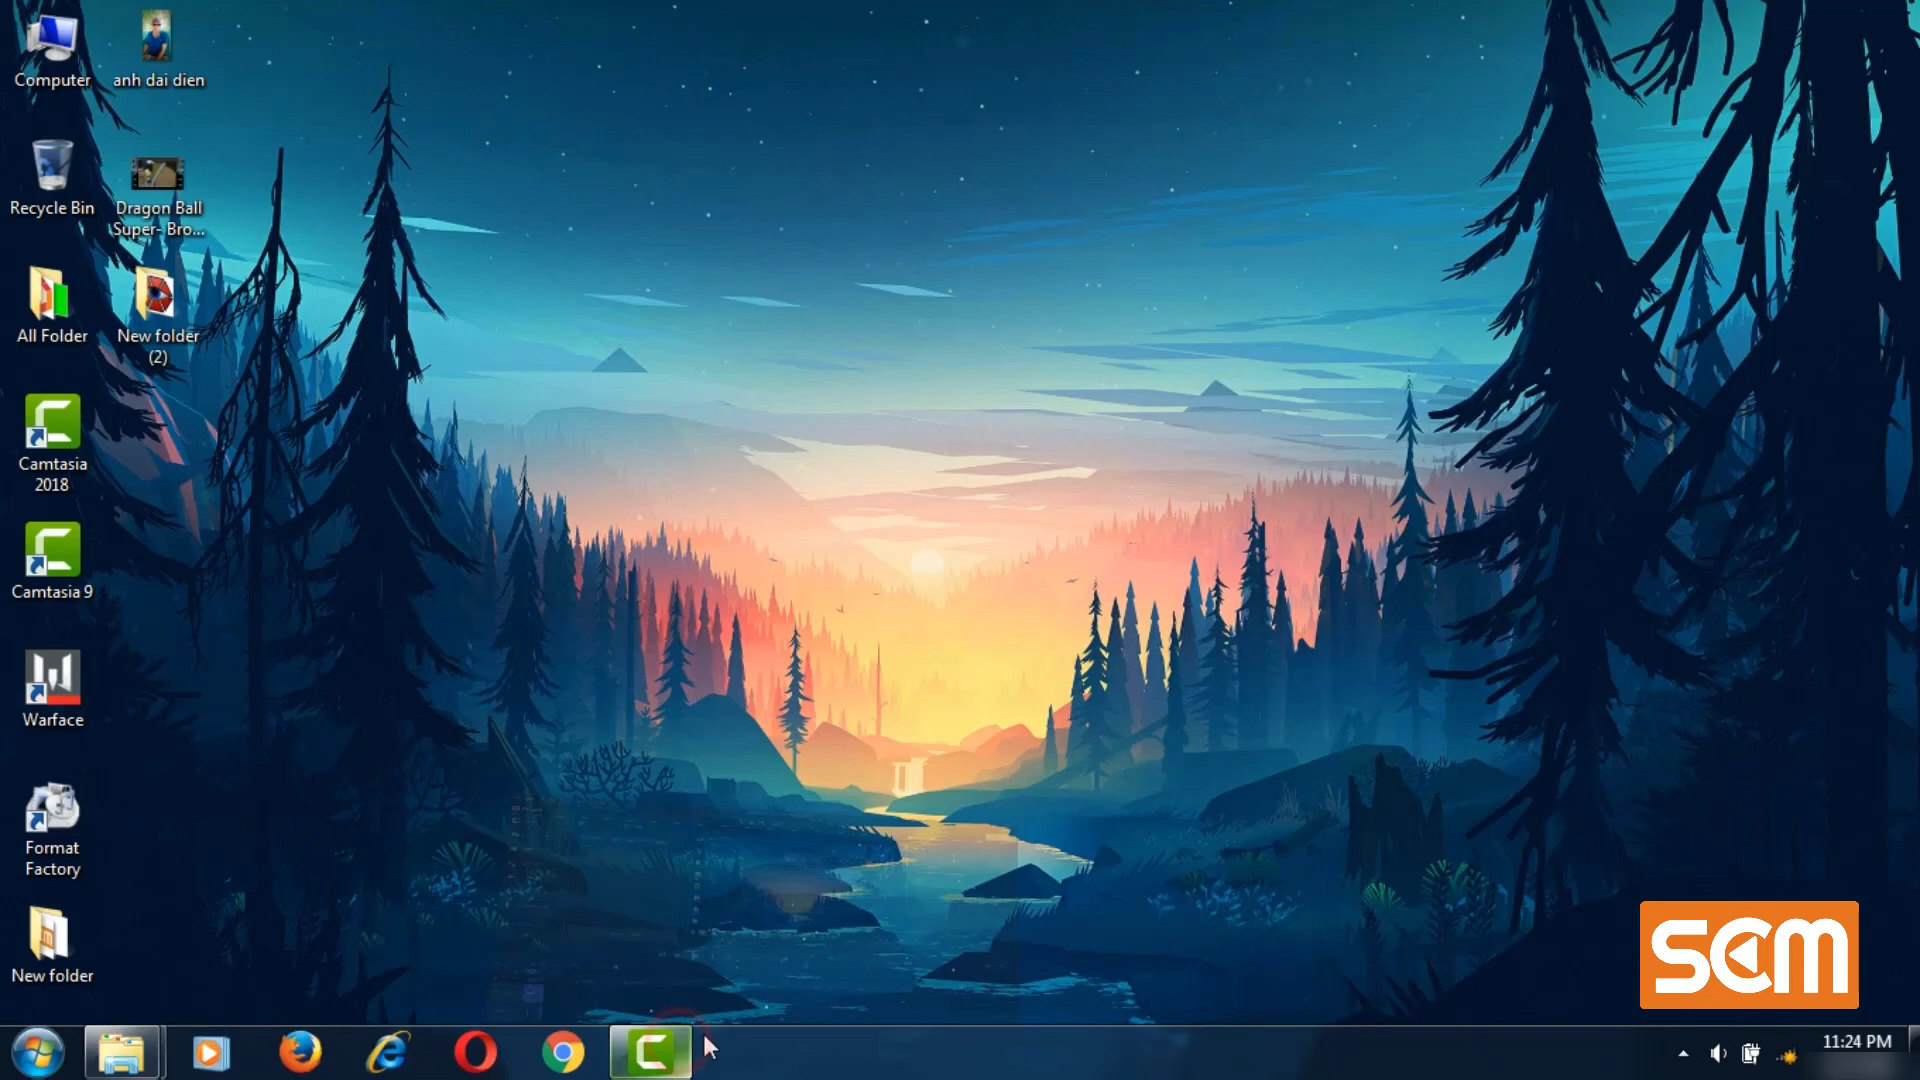 Computer
anh dai dien
Recycle Bin
Dragon Ball
Super- Bro...
All Folder
New folder
(2)
Camtasia
2018
Camtasia 9
Warface
Format
Factory
New folder
SCM
11:24 PM